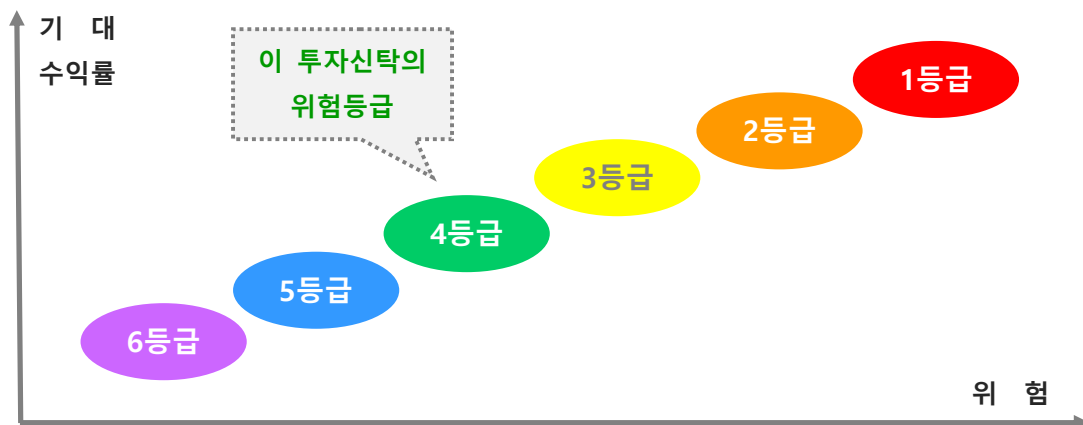 기 대
수익률
이 투자신탁의
위험등급
1등급
2등급
3등급
4등급
5등급
6등급
위 험